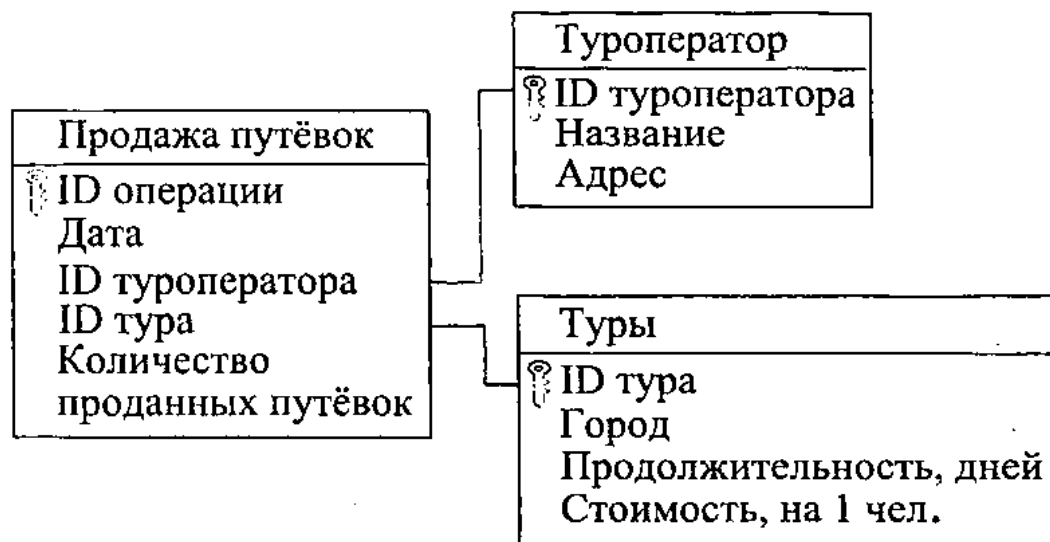 Продажа путёвок
ID операции
Дата
ID туроператора
ID тура
Количество
проданных путёвок
Туроператор
ID туроператора
Название
Адрес
Туры
ID тура
Город
Продолжительность, дней
Стоимость, на 1 чел.